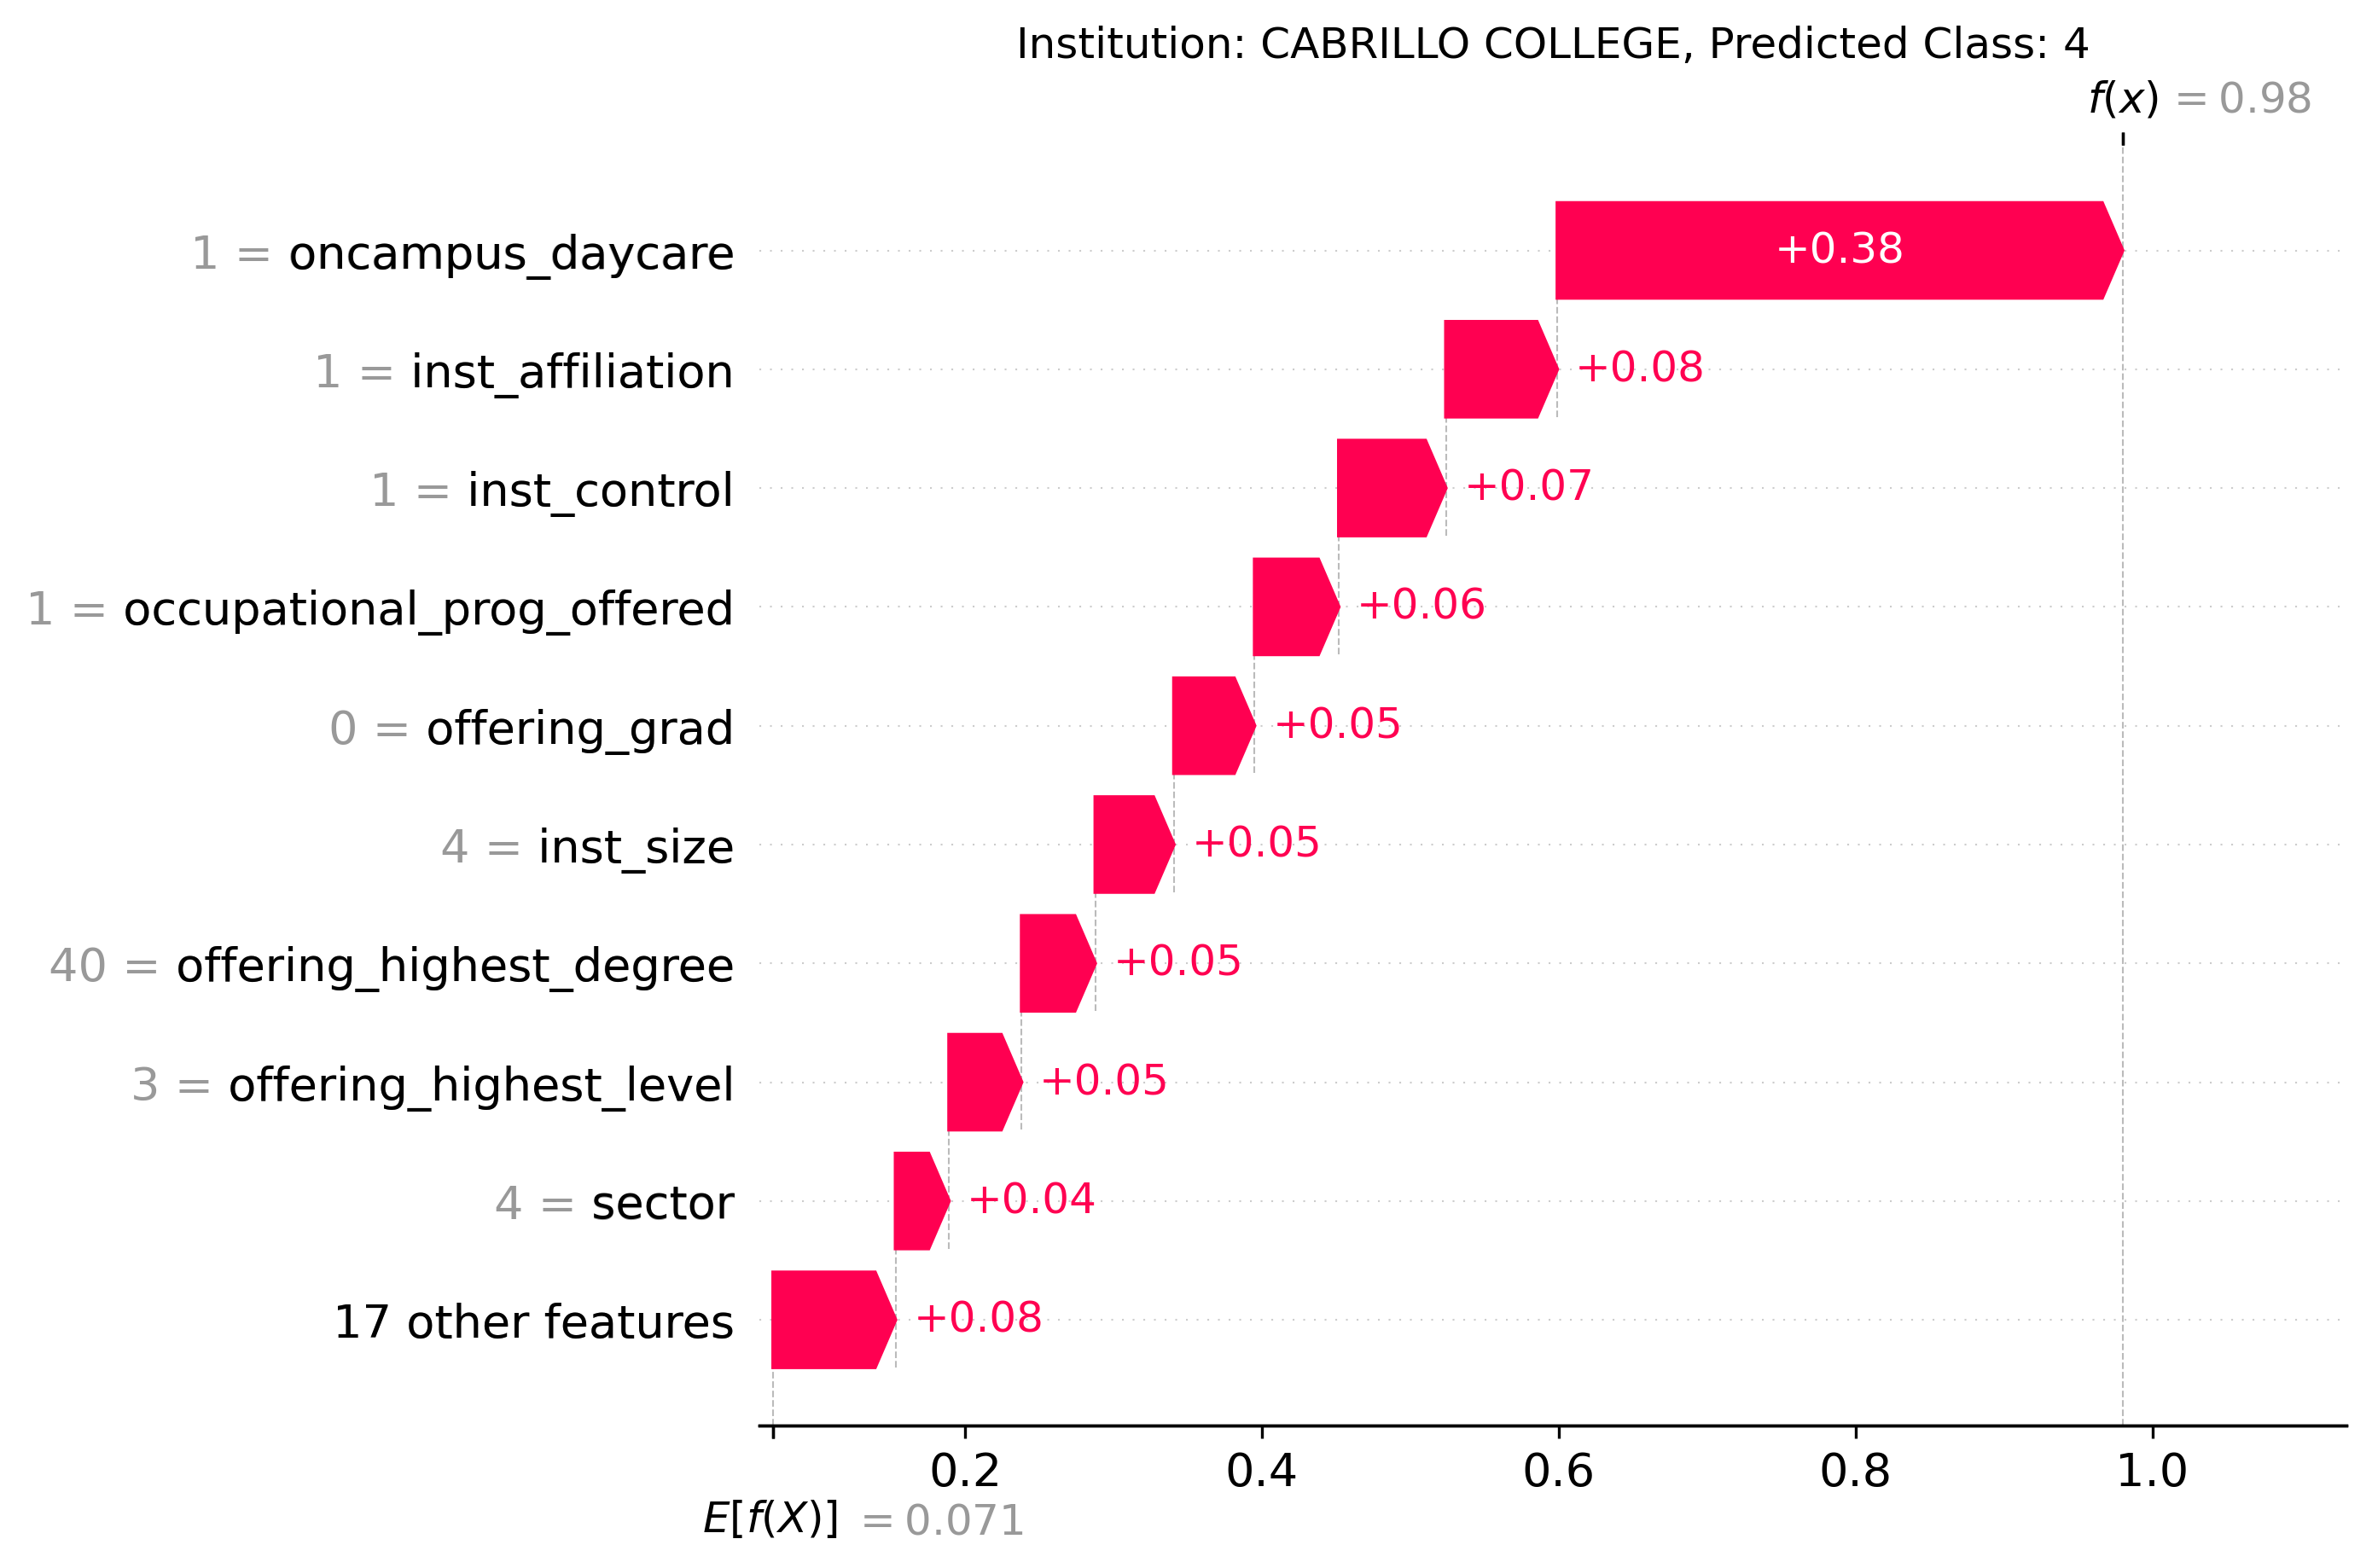 Institution: CABRILLO COLLEGE, Predicted Class: 4
f(x) = 0.98
1 = oncampus_daycare +0.38
1 = inst_affiliation +0.08
1 = inst_control +0.07
1 = occupational_prog_offered +0.06
0 = offering_grad +0.05
4 = inst_size +0.05
40 = offering_highest_degree +0.05
3 = offering_highest_level +0.05
4 = sector +0.04
17 other features +0.08
0.2 0.4 0.6 0.8 1.0
E[f(X)] = 0.071